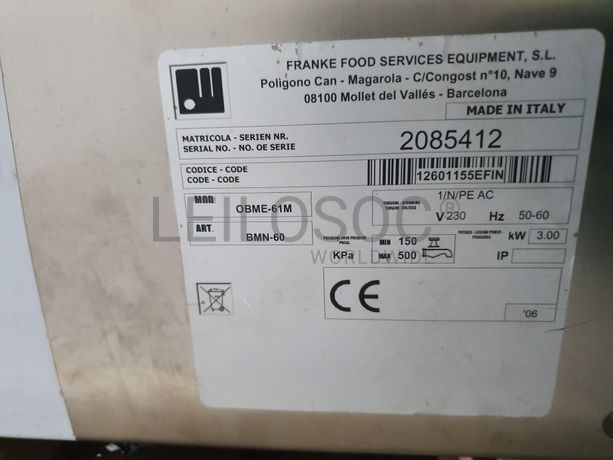 FRANKE FOOD SERVICES EQUIPMENT, S.L.
Poligono Can - Magarola - C/Congost n°10, Nave 9
08100 Mollet del Vallés - Barcelona
MADE IN ITALY
MATRICOLA - SERIEN NR.
SERIAL NO. - NO. OE SERIE
2085412
CODICE - CODE
CODE - CODE
12601155EFIN
MOD.
OBME-61M
1/N/PE AC
V 230 Hz 50-60
ART.
BMN-60
KPa
MIN 150
MAX 500
kW 3.00
IP
LEILOSOC®
WORLDWIDE
CE
'06